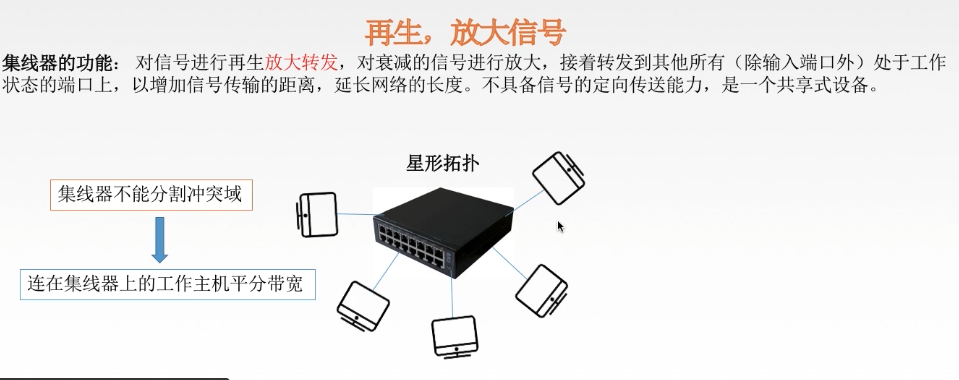 再生，放大信号
集线器的功能： 对信号进行再生放大转发，对衰减的信号进行放大，接着转发到其他所有（除输入端口外）处于工作
状态的端口上，以增加信号传输的距离，延长网络的长度。不具备信号的定向传送能力，是一个共享式设备。
星形拓扑
集线器不能分割冲突域
连在集线器上的工作主机平分带宽